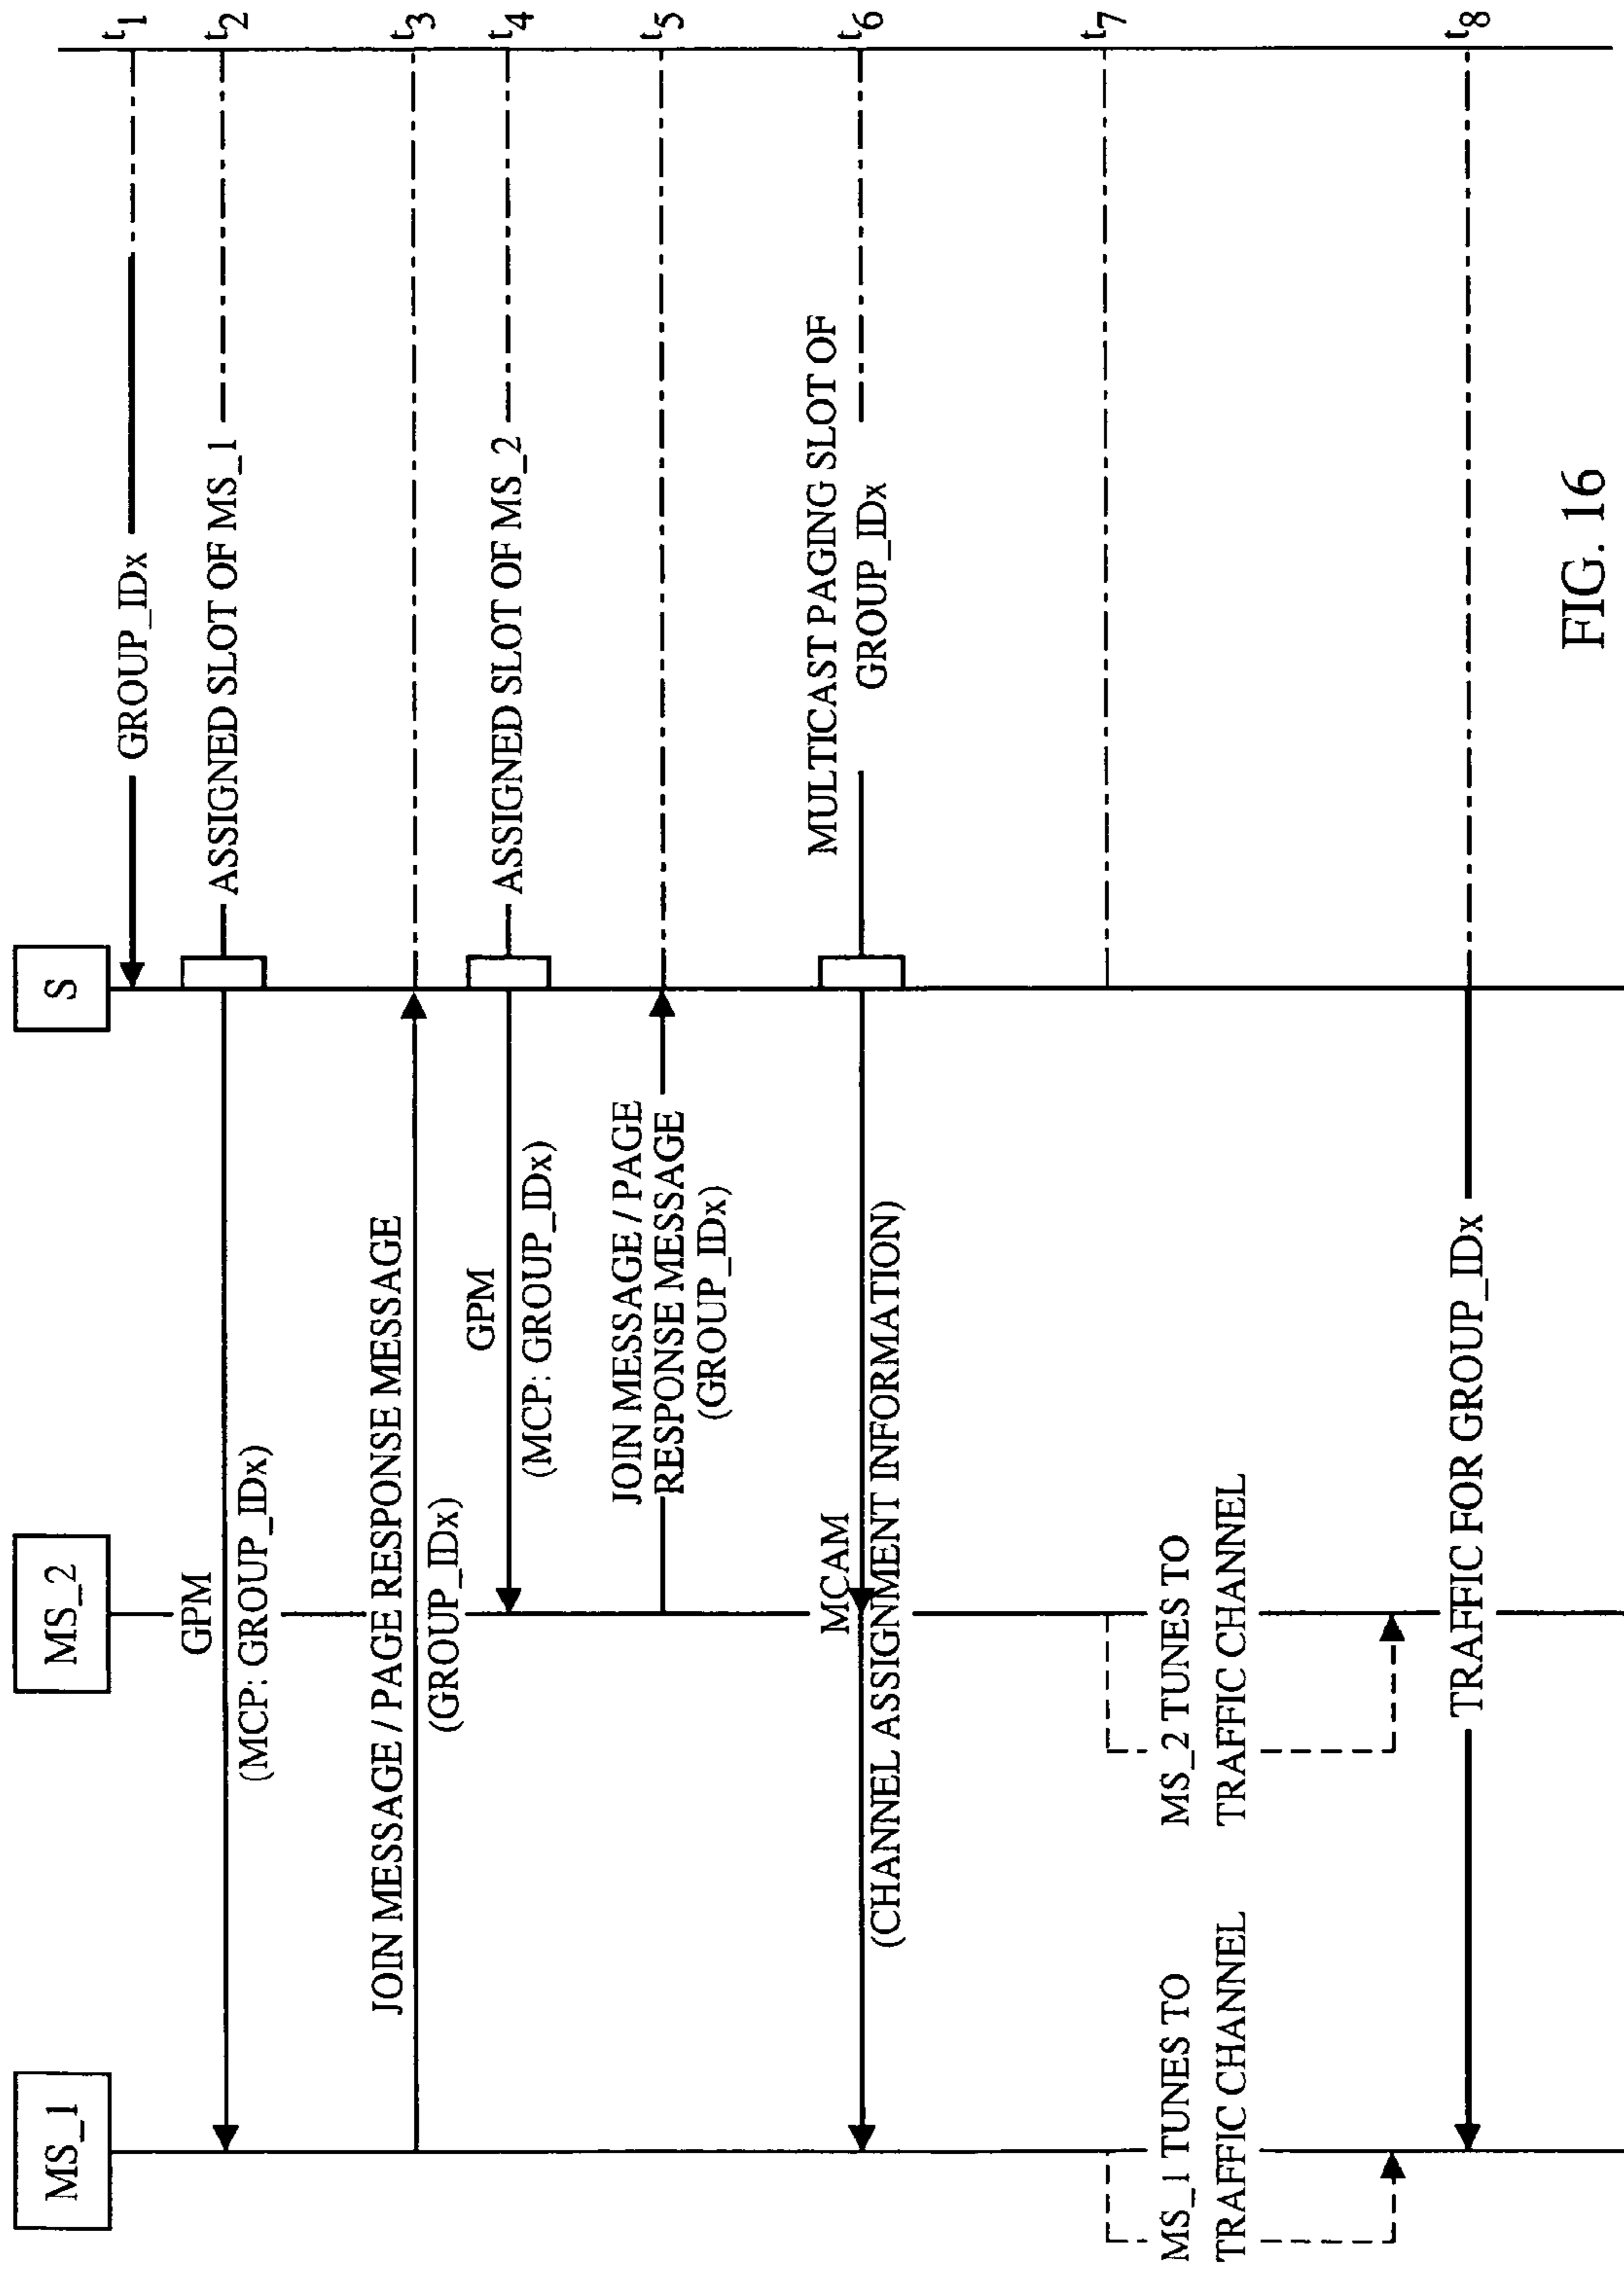 MS_1
MS_2
S
GROUP_IDx
t1
GPM
(MCP: GROUP_IDx)
ASSIGNED SLOT OF MS_1
t2
JOIN MESSAGE / PAGE RESPONSE MESSAGE
(GROUP_IDx)
t3
GPM
(MCP: GROUP_IDx)
ASSIGNED SLOT OF MS_2
t4
JOIN MESSAGE / PAGE
RESPONSE MESSAGE
(GROUP_IDx)
t5
MCAM
(CHANNEL ASSIGNMENT INFORMATION)
MULTICAST PAGING SLOT OF
GROUP_IDx
t6
t7
MS_1 TUNES TO
TRAFFIC CHANNEL
MS_2 TUNES TO
TRAFFIC CHANNEL
TRAFFIC FOR GROUP_IDx
t8
FIG. 16